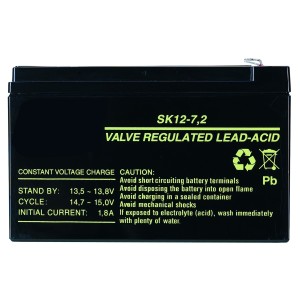 SK12-7,2
VALVE REGULATED LEAD-ACID
CONSTANT VOLTAGE CHARGE
STAND BY: 13,5 ~ 13,8V
CYCLE: 14,7 ~ 15,0V
INITIAL CURRENT: 1,8A
CAUTION:
Avoid short circuiting battery terminals
Avoid disposing the battery into open flame
Avoid charging in a sealed container
Avoid mechanical shocks
If exposed to electrolyte (acid), wash immediately
with plenty of water.
Pb